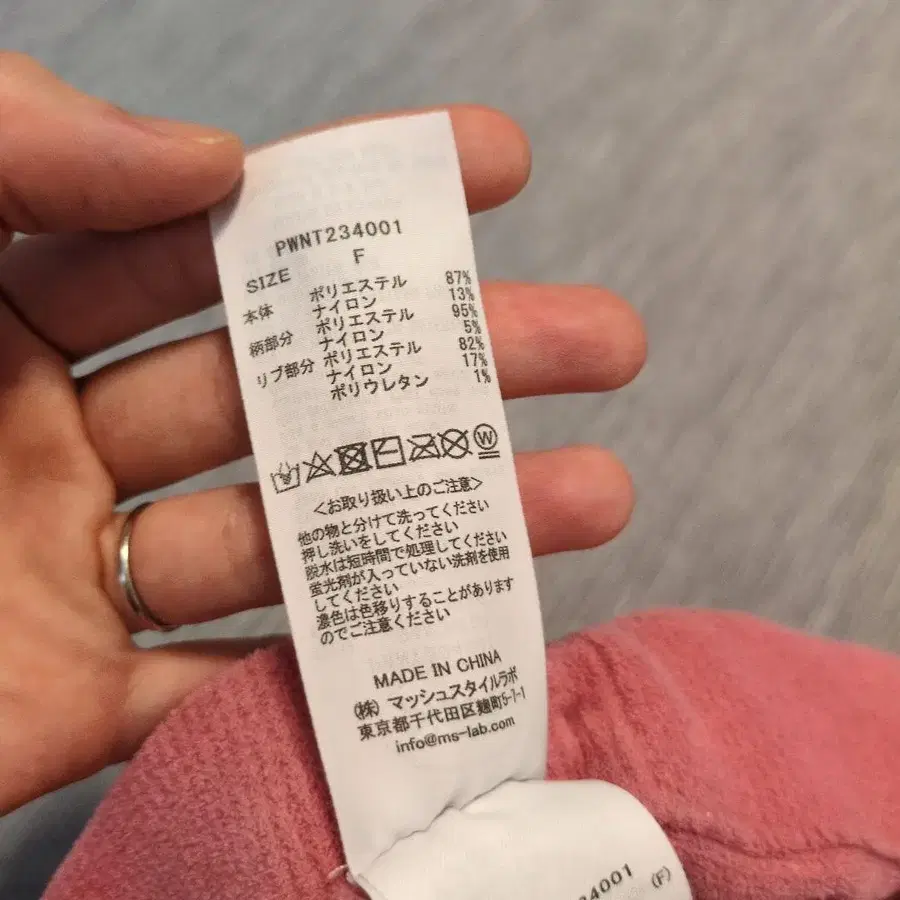 PWNT234001
SIZE F
本体 ポリエステル 87%
ナイロン 13%
柄部分 ポリエステル 95%
ナイロン 5%
リブ部分 ポリエステル 82%
ナイロン 17%
ポリウレタン 1%
W
<お取り扱い上のご注意>
他の物と分けて洗ってください
押し洗いをしてください
脱水は短時間で処理してください
蛍光剤が入っていない洗剤を使用
してください
濃色は色移りすることがあります
のでご注意ください
MADE IN CHINA
(株) マッシュスタイルラボ
東京都千代田区麹町5-7-1
info@ms-lab.com
34001 (F)